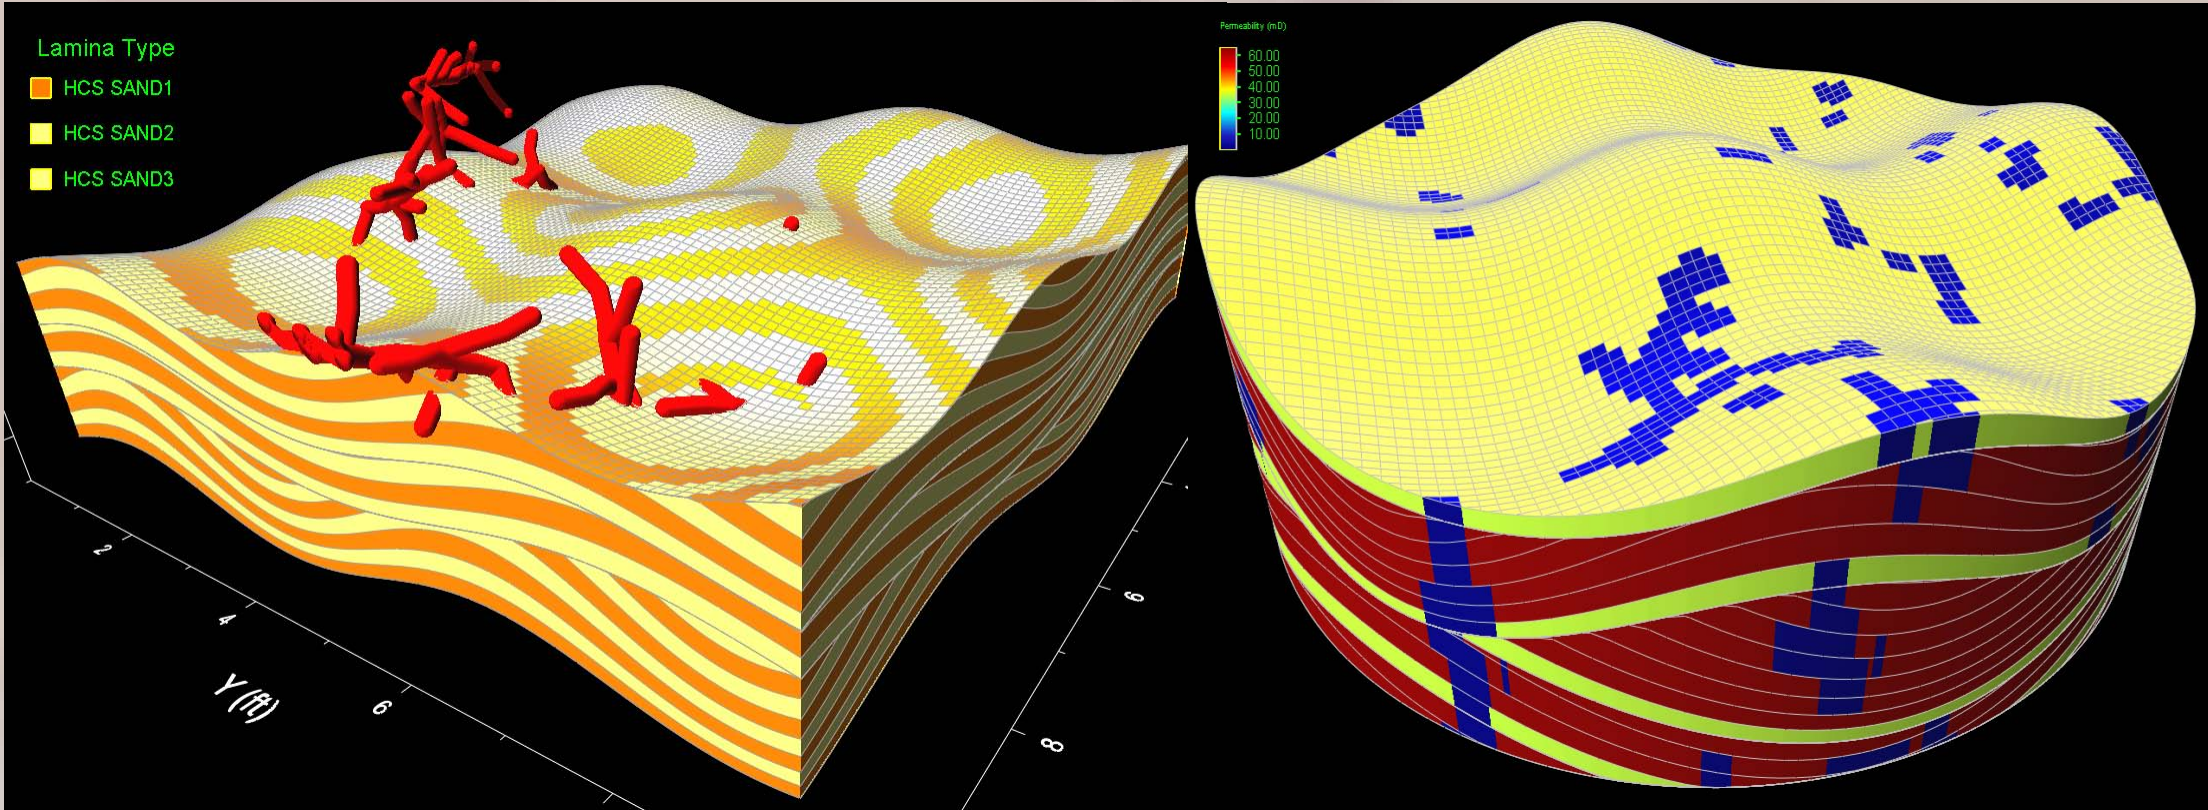 Lamina Type
HCS SAND1
HCS SAND2
HCS SAND3
2
4
6
Y (ft)
6
8
Permeability (mD)
60.00
50.00
40.00
30.00
20.00
10.00